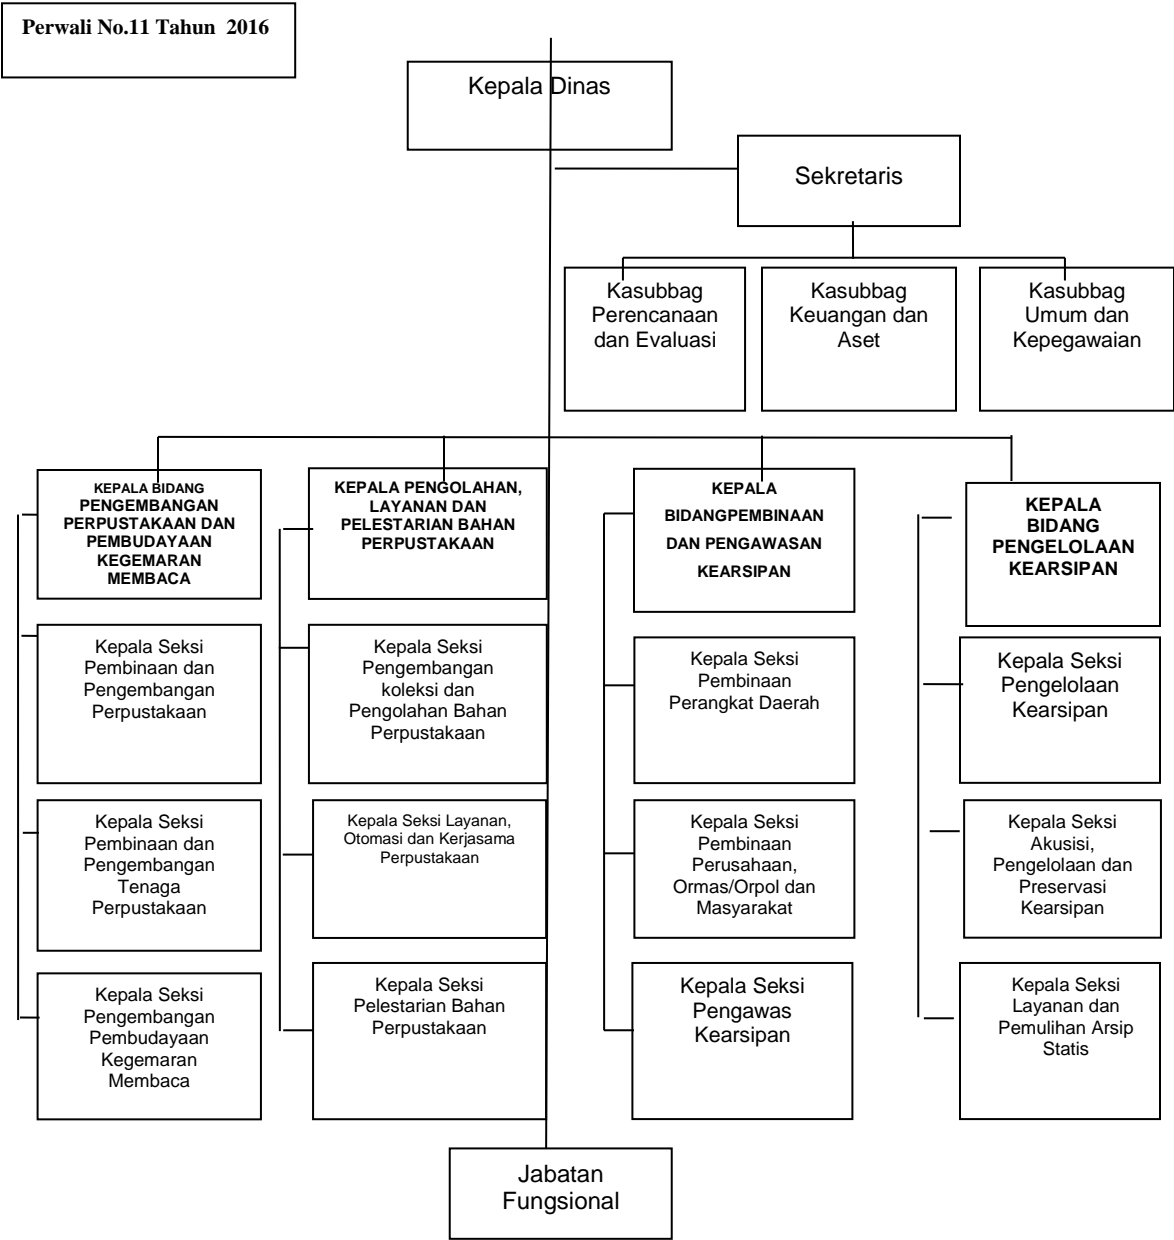 Perwali No.11 Tahun 2016
Kepala Dinas
Sekretaris
Kasubbag
Perencanaan
dan Evaluasi
Kasubbag
Keuangan dan
Aset
Kasubbag
Umum dan
Kepegawaian
KEPALA BIDANG
PENGEMBANGAN
PERPUSTAKAAN DAN
PEMBUDAYAAN
KEGEMARAN
MEMBACA
KEPALA PENGOLAHAN,
LAYANAN DAN
PELESTARIAN BAHAN
PERPUSTAKAAN
KEPALA
BIDANGPEMBINAAN
DAN PENGAWASAN
KEARSIPAN
KEPALA
BIDANG
PENGELOLAAN
KEARSIPAN
Kepala Seksi
Pembinaan dan
Pengembangan
Perpustakaan
Kepala Seksi
Pengembangan
koleksi dan
Pengolahan Bahan
Perpustakaan
Kepala Seksi
Pembinaan
Perangkat Daerah
Kepala Seksi
Pengelolaan
Kearsipan
Kepala Seksi
Pembinaan dan
Pengembangan
Tenaga
Perpustakaan
Kepala Seksi Layanan,
Otomasi dan Kerjasama
Perpustakaan
Kepala Seksi
Pembinaan
Perusahaan,
Ormas/Orpol dan
Masyarakat
Kepala Seksi
Akusisi,
Pengelolaan dan
Preservasi
Kearsipan
Kepala Seksi
Pengembangan
Pembudayaan
Kegemaran
Membaca
Kepala Seksi
Pelestarian Bahan
Perpustakaan
Kepala Seksi
Pengawas
Kearsipan
Kepala Seksi
Layanan dan
Pemulihan Arsip
Statis
Jabatan
Fungsional